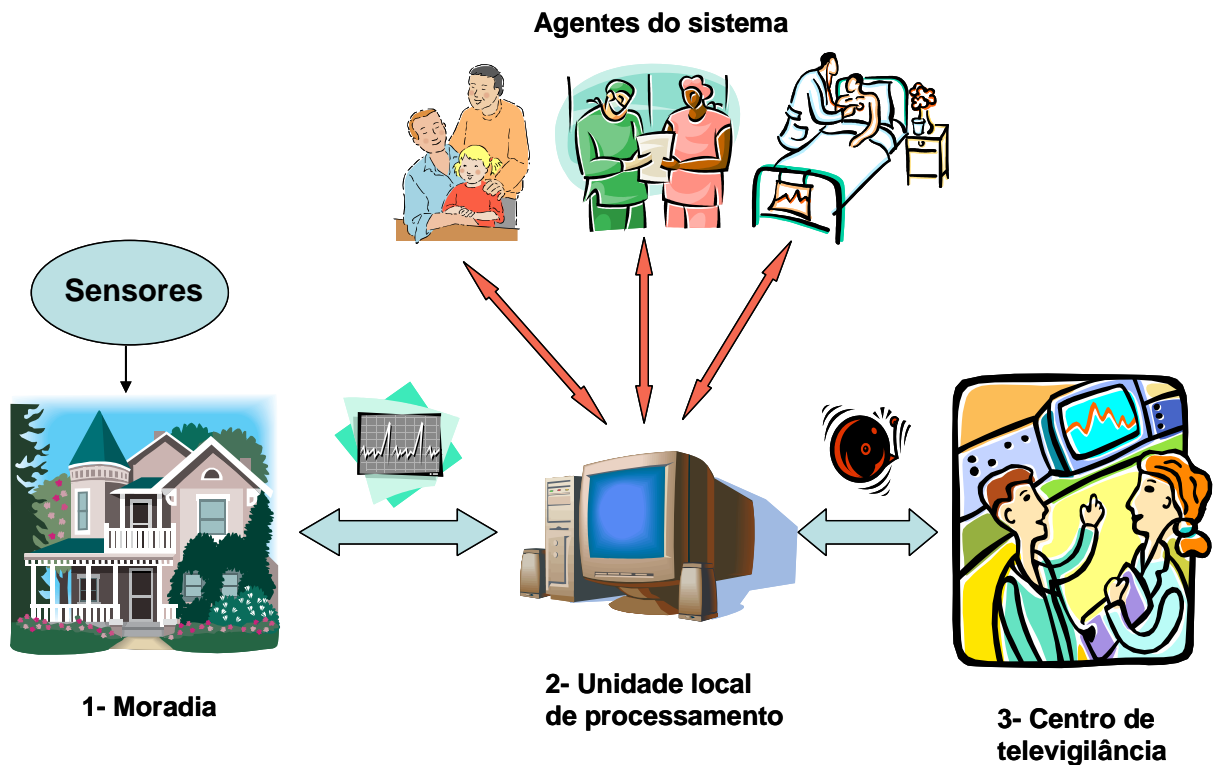 Agentes do sistema
Sensores
1- Moradia
2- Unidade local
de processamento
3- Centro de
televigilância